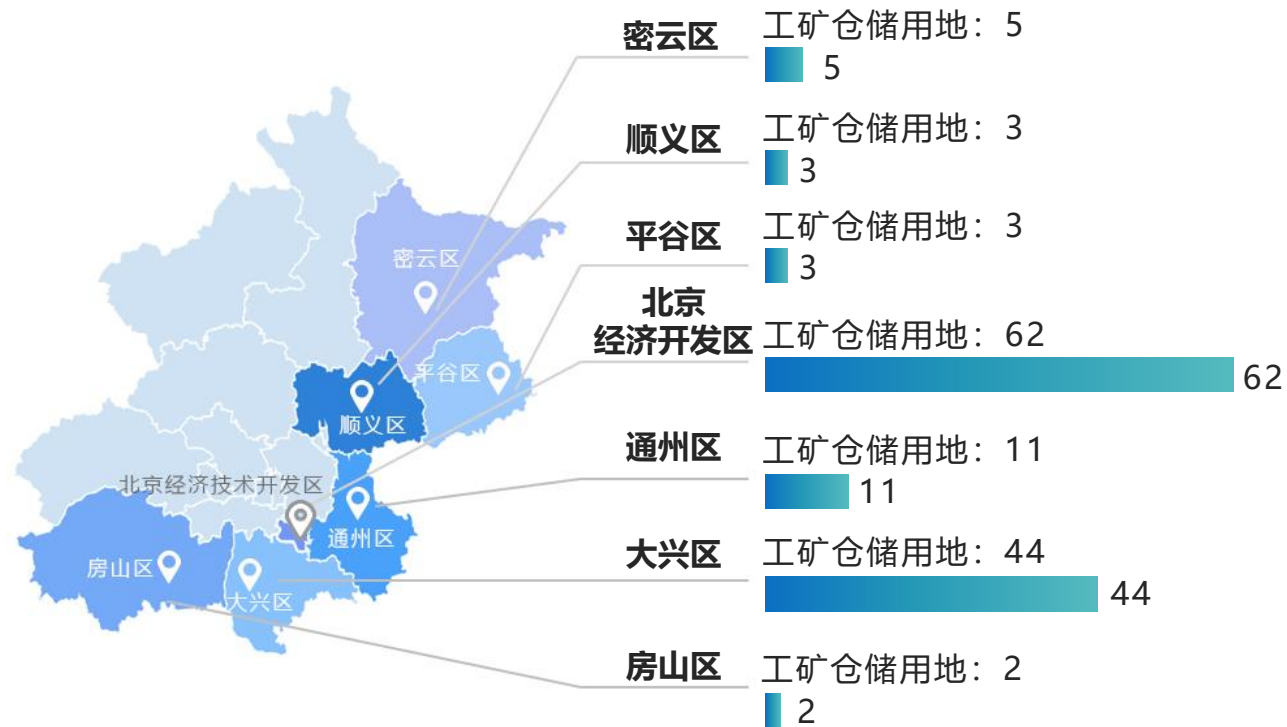 密云区
工矿仓储用地：5
5
顺义区
工矿仓储用地：3
3
平谷区
工矿仓储用地：3
3
北京
经济开发区
工矿仓储用地：62
62
通州区
工矿仓储用地：11
11
大兴区
工矿仓储用地：44
44
房山区
工矿仓储用地：2
2
密云区
平谷区
顺义区
北京经济技术开发区
通州区
房山区
大兴区